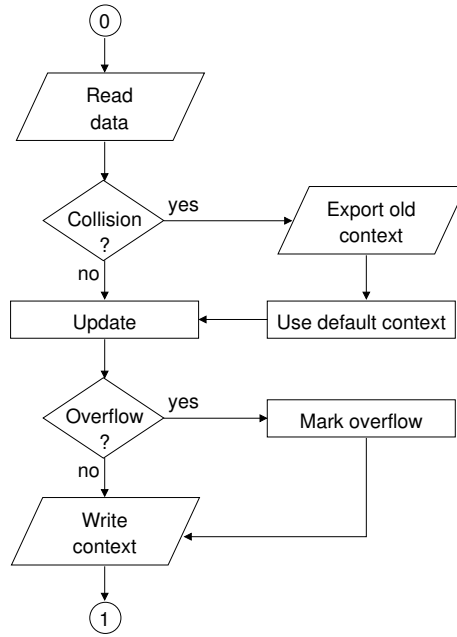 0
Read
data
Collision
?
yes
no
Export old
context
Update
Use default context
Overflow
?
yes
no
Mark overflow
Write
context
1